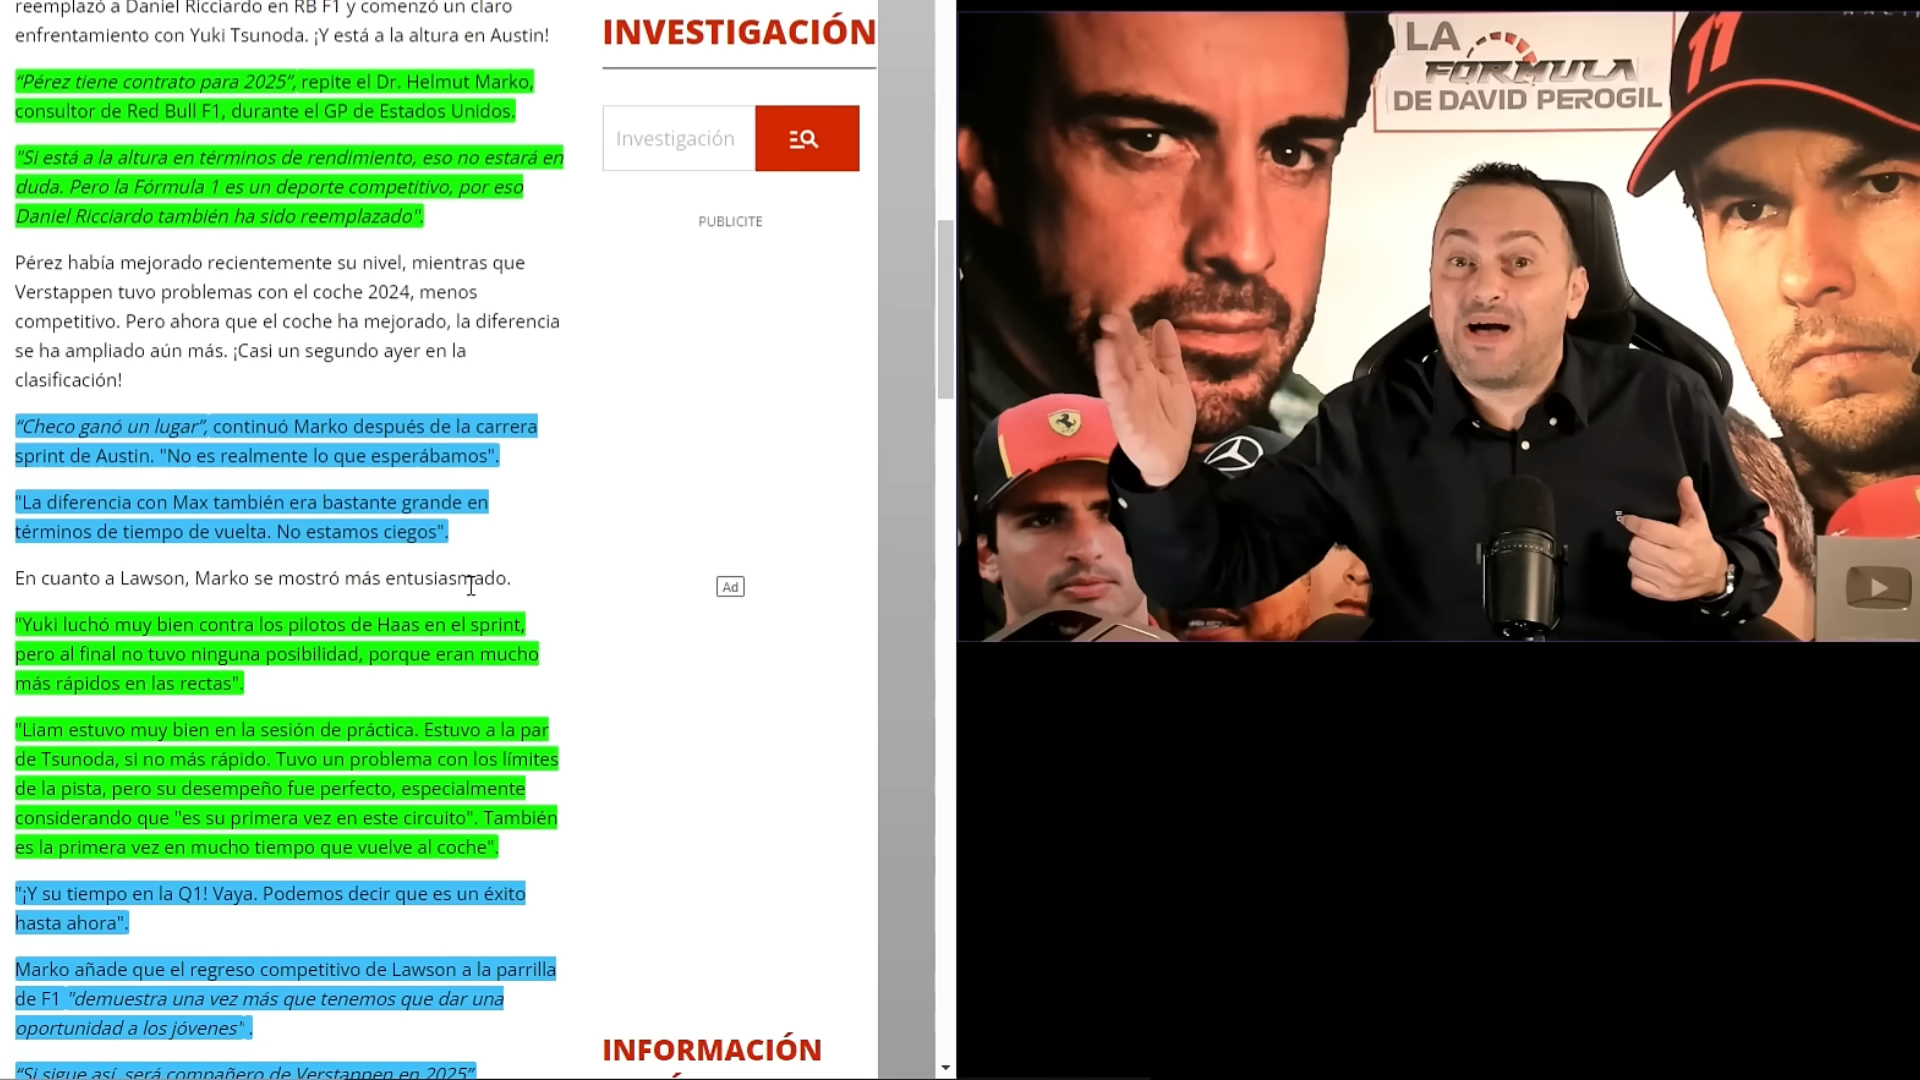 reemplazó a Daniel Ricciardo en RB F1 y comenzó un claro
enfrentamiento con Yuki Tsunoda. ¡Y está a la altura en Austin!
“Pérez tiene contrato para 2025”, repite el Dr. Helmut Marko,
consultor de Red Bull F1, durante el GP de Estados Unidos.
"Si está a la altura en términos de rendimiento, eso no estará en
duda. Pero la Fórmula 1 es un deporte competitivo, por eso
Daniel Ricciardo también ha sido reemplazado".
Pérez había mejorado recientemente su nivel, mientras que
Verstappen tuvo problemas con el coche 2024, menos
competitivo. Pero ahora que el coche ha mejorado, la diferencia
se ha ampliado aún más. ¡Casi un segundo ayer en la
clasificación!
“Checo ganó un lugar”, continuó Marko después de la carrera
sprint de Austin. "No es realmente lo que esperábamos".
"La diferencia con Max también era bastante grande en
términos de tiempo de vuelta. No estamos ciegos".
En cuanto a Lawson, Marko se mostró más entusiasmado.
"Yuki luchó muy bien contra los pilotos de Haas en el sprint,
pero al final no tuvo ninguna posibilidad, porque eran mucho
más rápidos en las rectas".
"Liam estuvo muy bien en la sesión de práctica. Estuvo a la par
de Tsunoda, si no más rápido. Tuvo un problema con los límites
de la pista, pero su desempeño fue perfecto, especialmente
considerando que "es su primera vez en este circuito". También
es la primera vez en mucho tiempo que vuelve al coche".
"¡Y su tiempo en la Q1! Vaya. Podemos decir que es un éxito
hasta ahora".
Marko añade que el regreso competitivo de Lawson a la parrilla
de F1 "demuestra una vez más que tenemos que dar una
oportunidad a los jóvenes" .
“Si sigue así, será compañero de Verstappen en 2025”
INVESTIGACIÓN
Investigación
PUBLICITE
Ad
INFORMACIÓN
LA
FÓRMULA
DE DAVID PEROGIL
11